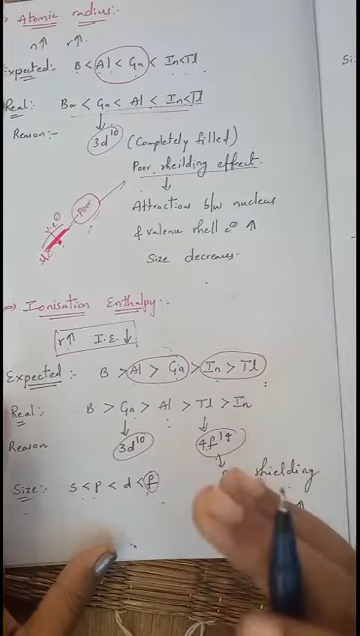 ⇒ Atomic radius:
n↑ r↑
Expected: B < Al < Ga < In < Tl
Real: B < Ga < Al < In < Tl
Reason:- 3d¹⁰ (Completely filled)
Poor sheilding effect.
Poor
Attraction b/w nucleus
& valence shell e⊖ ↑
Size decreases.
⇒ Ionisation Enthalpy:-
r↑ I.E.↓
Expected: B > Al > Ga > In > Tl
Real: B > Ga > Al > Tl > In
Reason 3d¹⁰ 4f¹⁴
shielding
Size: s < p < d < f